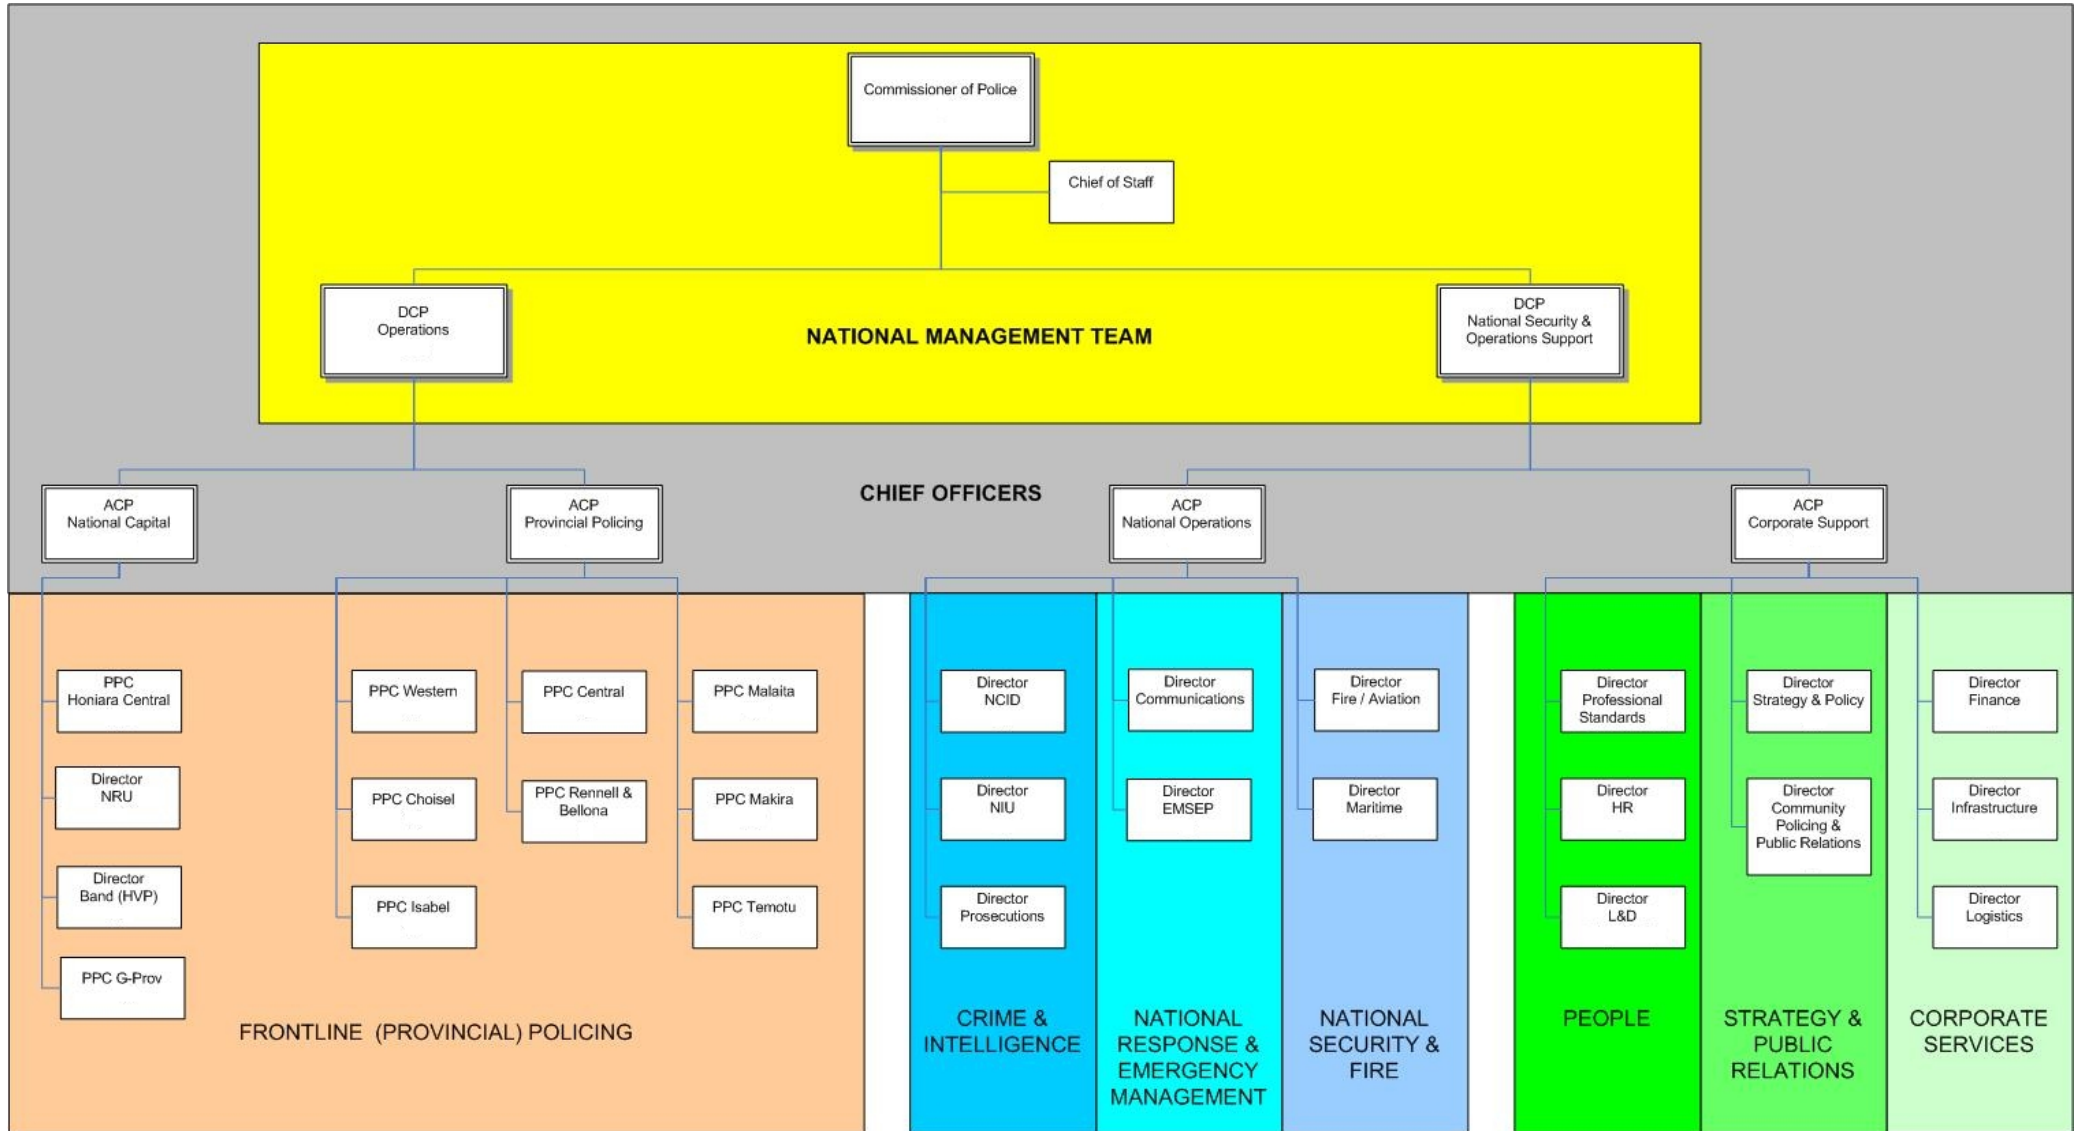 Commissioner of Police
Chief of Staff
DCP
Operations
NATIONAL MANAGEMENT TEAM
DCP
National Security &
Operations Support
CHIEF OFFICERS
ACP
National Capital
ACP
Provincial Policing
ACP
National Operations
ACP
Corporate Support
PPC
Honiara Central
Director
NRU
Director
Band (HVP)
PPC G-Prov
PPC Western
PPC Choisel
PPC Isabel
PPC Central
PPC Rennell &
Bellona
PPC Malaita
PPC Makira
PPC Temotu
FRONTLINE (PROVINCIAL) POLICING
Director
NCID
Director
NIU
Director
Prosecutions
CRIME &
INTELLIGENCE
Director
Communications
Director
EMSEP
NATIONAL
RESPONSE &
EMERGENCY
MANAGEMENT
Director
Fire / Aviation
Director
Maritime
NATIONAL
SECURITY &
FIRE
Director
Professional
Standards
Director
HR
Director
L&D
PEOPLE
Director
Strategy & Policy
Director
Community
Policing &
Public Relations
STRATEGY &
PUBLIC
RELATIONS
Director
Finance
Director
Infrastructure
Director
Logistics
CORPORATE
SERVICES